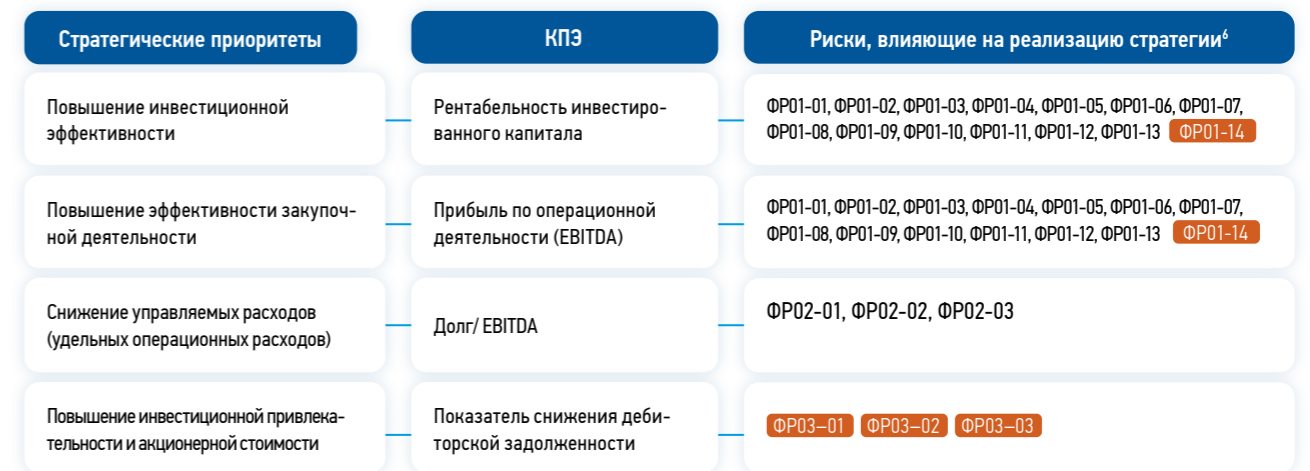 Стратегические приоритеты
КПЭ
Риски, влияющие на реализацию стратегии⁶
Повышение инвестиционной
эффективности
Рентабельность инвестиро-
ванного капитала
ФР01-01, ФР01-02, ФР01-03, ФР01-04, ФР01-05, ФР01-06, ФР01-07,
ФР01-08, ФР01-09, ФР01-10, ФР01-11, ФР01-12, ФР01-13 ФР01-14
Повышение эффективности закупоч-
ной деятельности
Прибыль по операционной
деятельности (EBITDA)
ФР01-01, ФР01-02, ФР01-03, ФР01-04, ФР01-05, ФР01-06, ФР01-07,
ФР01-08, ФР01-09, ФР01-10, ФР01-11, ФР01-12, ФР01-13 ФР01-14
Снижение управляемых расходов
(удельных операционных расходов)
Долг/ EBITDA
ФР02-01, ФР02-02, ФР02-03
Повышение инвестиционной привлека-
тельности и акционерной стоимости
Показатель снижения деби-
торской задолженности
ФР03–01 ФР03–02 ФР03–03